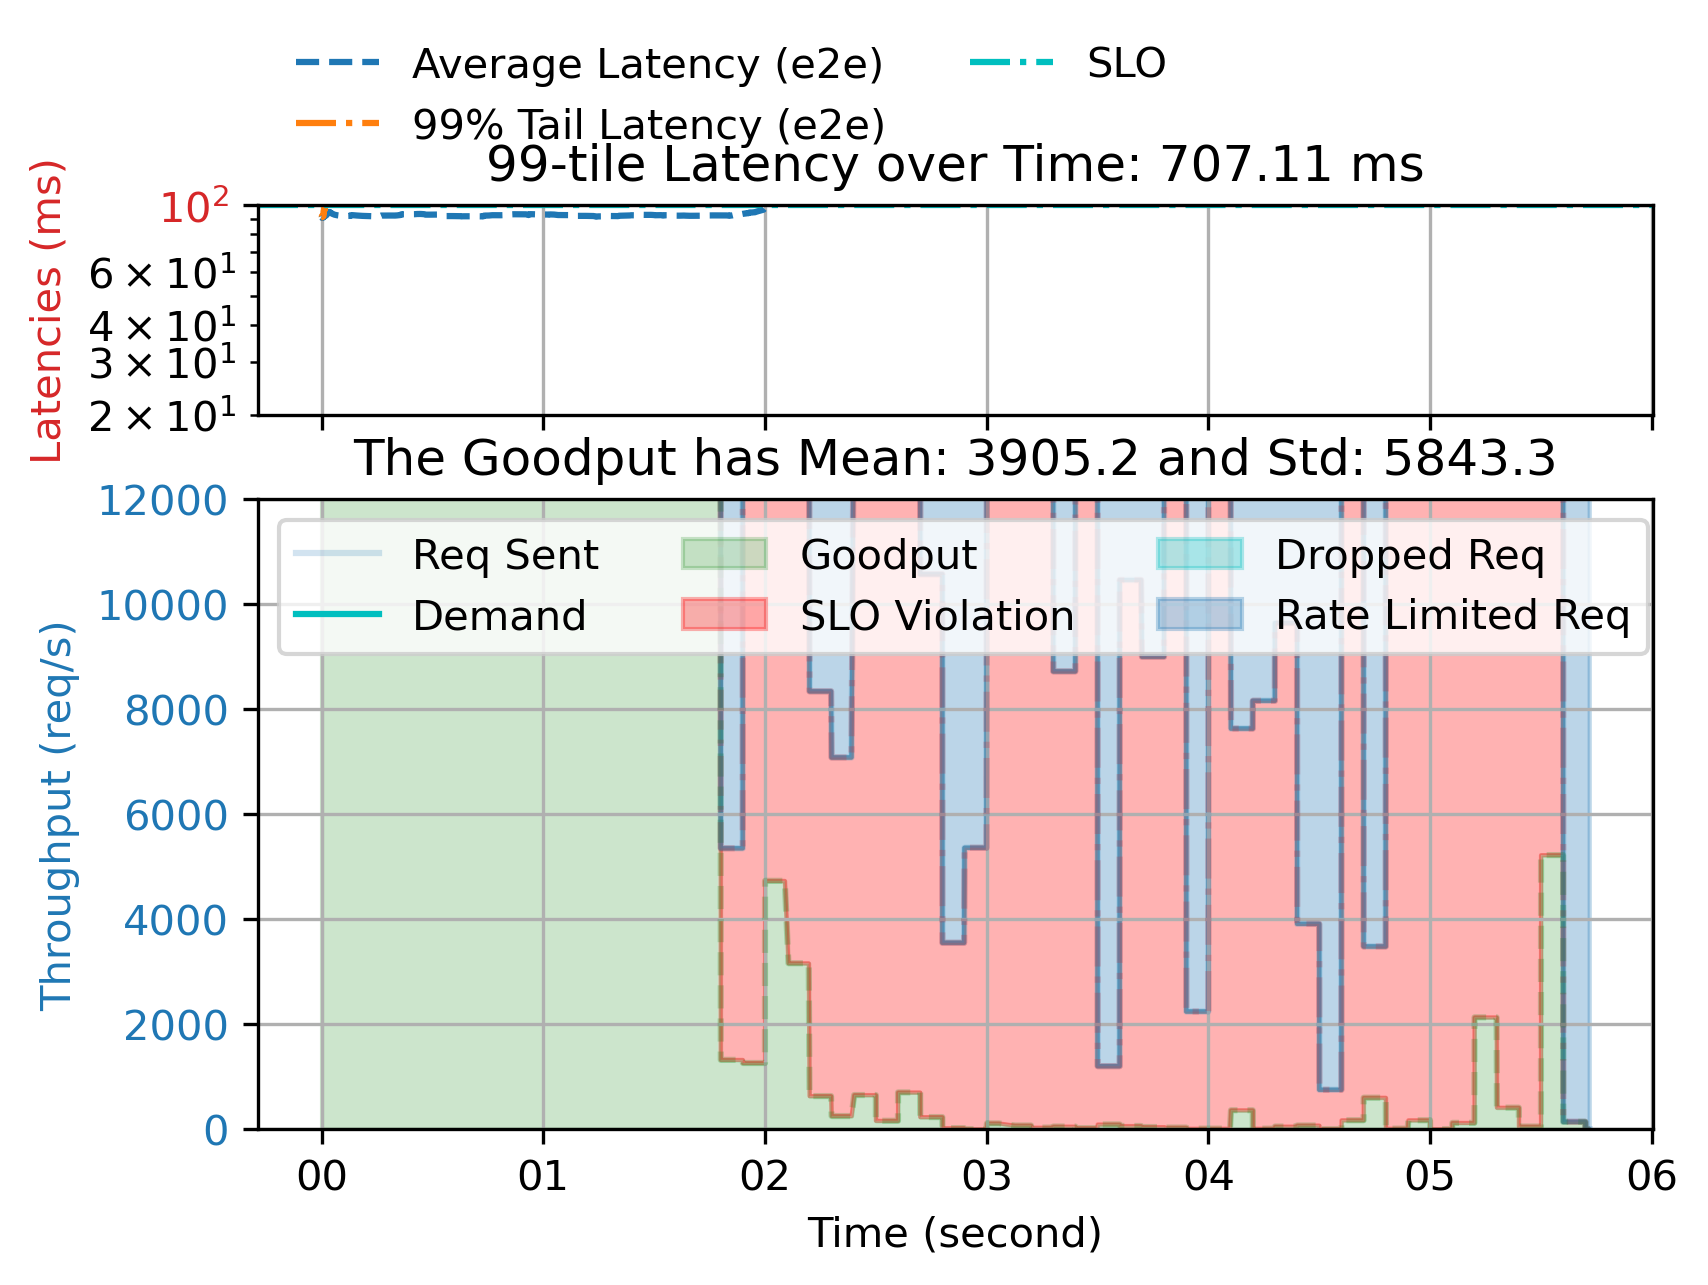 Average Latency (e2e) SLO
99% Tail Latency (e2e)
99-tile Latency over Time: 707.11 ms
Latencies (ms)
10²
6 × 10¹
4 × 10¹
3 × 10¹
2 × 10¹
The Goodput has Mean: 3905.2 and Std: 5843.3
Throughput (req/s)
12000
10000
8000
6000
4000
2000
0
Req Sent Goodput Dropped Req
Demand SLO Violation Rate Limited Req
00 01 02 03 04 05 06
Time (second)